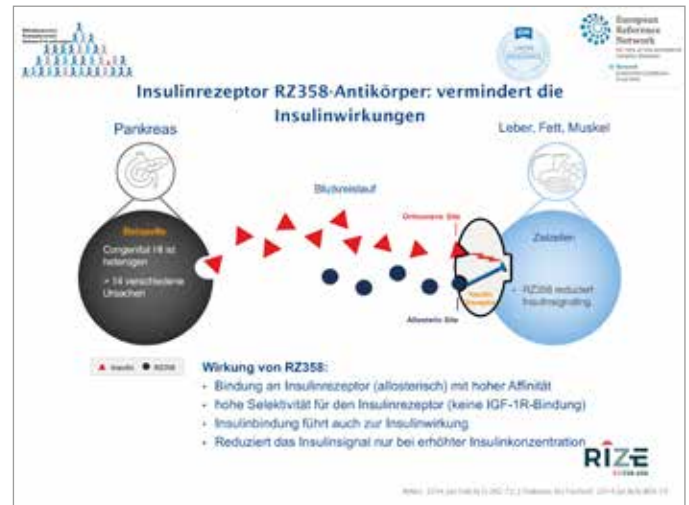 European
Reference
Network
Insulinrezeptor RZ358-Antikörper: vermindert die
Insulinwirkungen
Pankreas
Leber, Fett, Muskel
Blutkreislauf
Orthosteric Site
Congenital HI ist
heterogen
> 14 verschiedene
Ursachen
Zielzellen
RZ358 reduziert
Insulinsignaling
Allosteric Site
Insulin
RZ358
Wirkung von RZ358:
- Bindung an Insulinrezeptor (allosterisch) mit hoher Affinität
- hohe Selektivität für den Insulinrezeptor (keine IGF-1R-Bindung)
- Insulinbindung führt auch zur Insulinwirkung
- Reduziert das Insulinsignal nur bei erhöhter Insulinkonzentration
RIZE